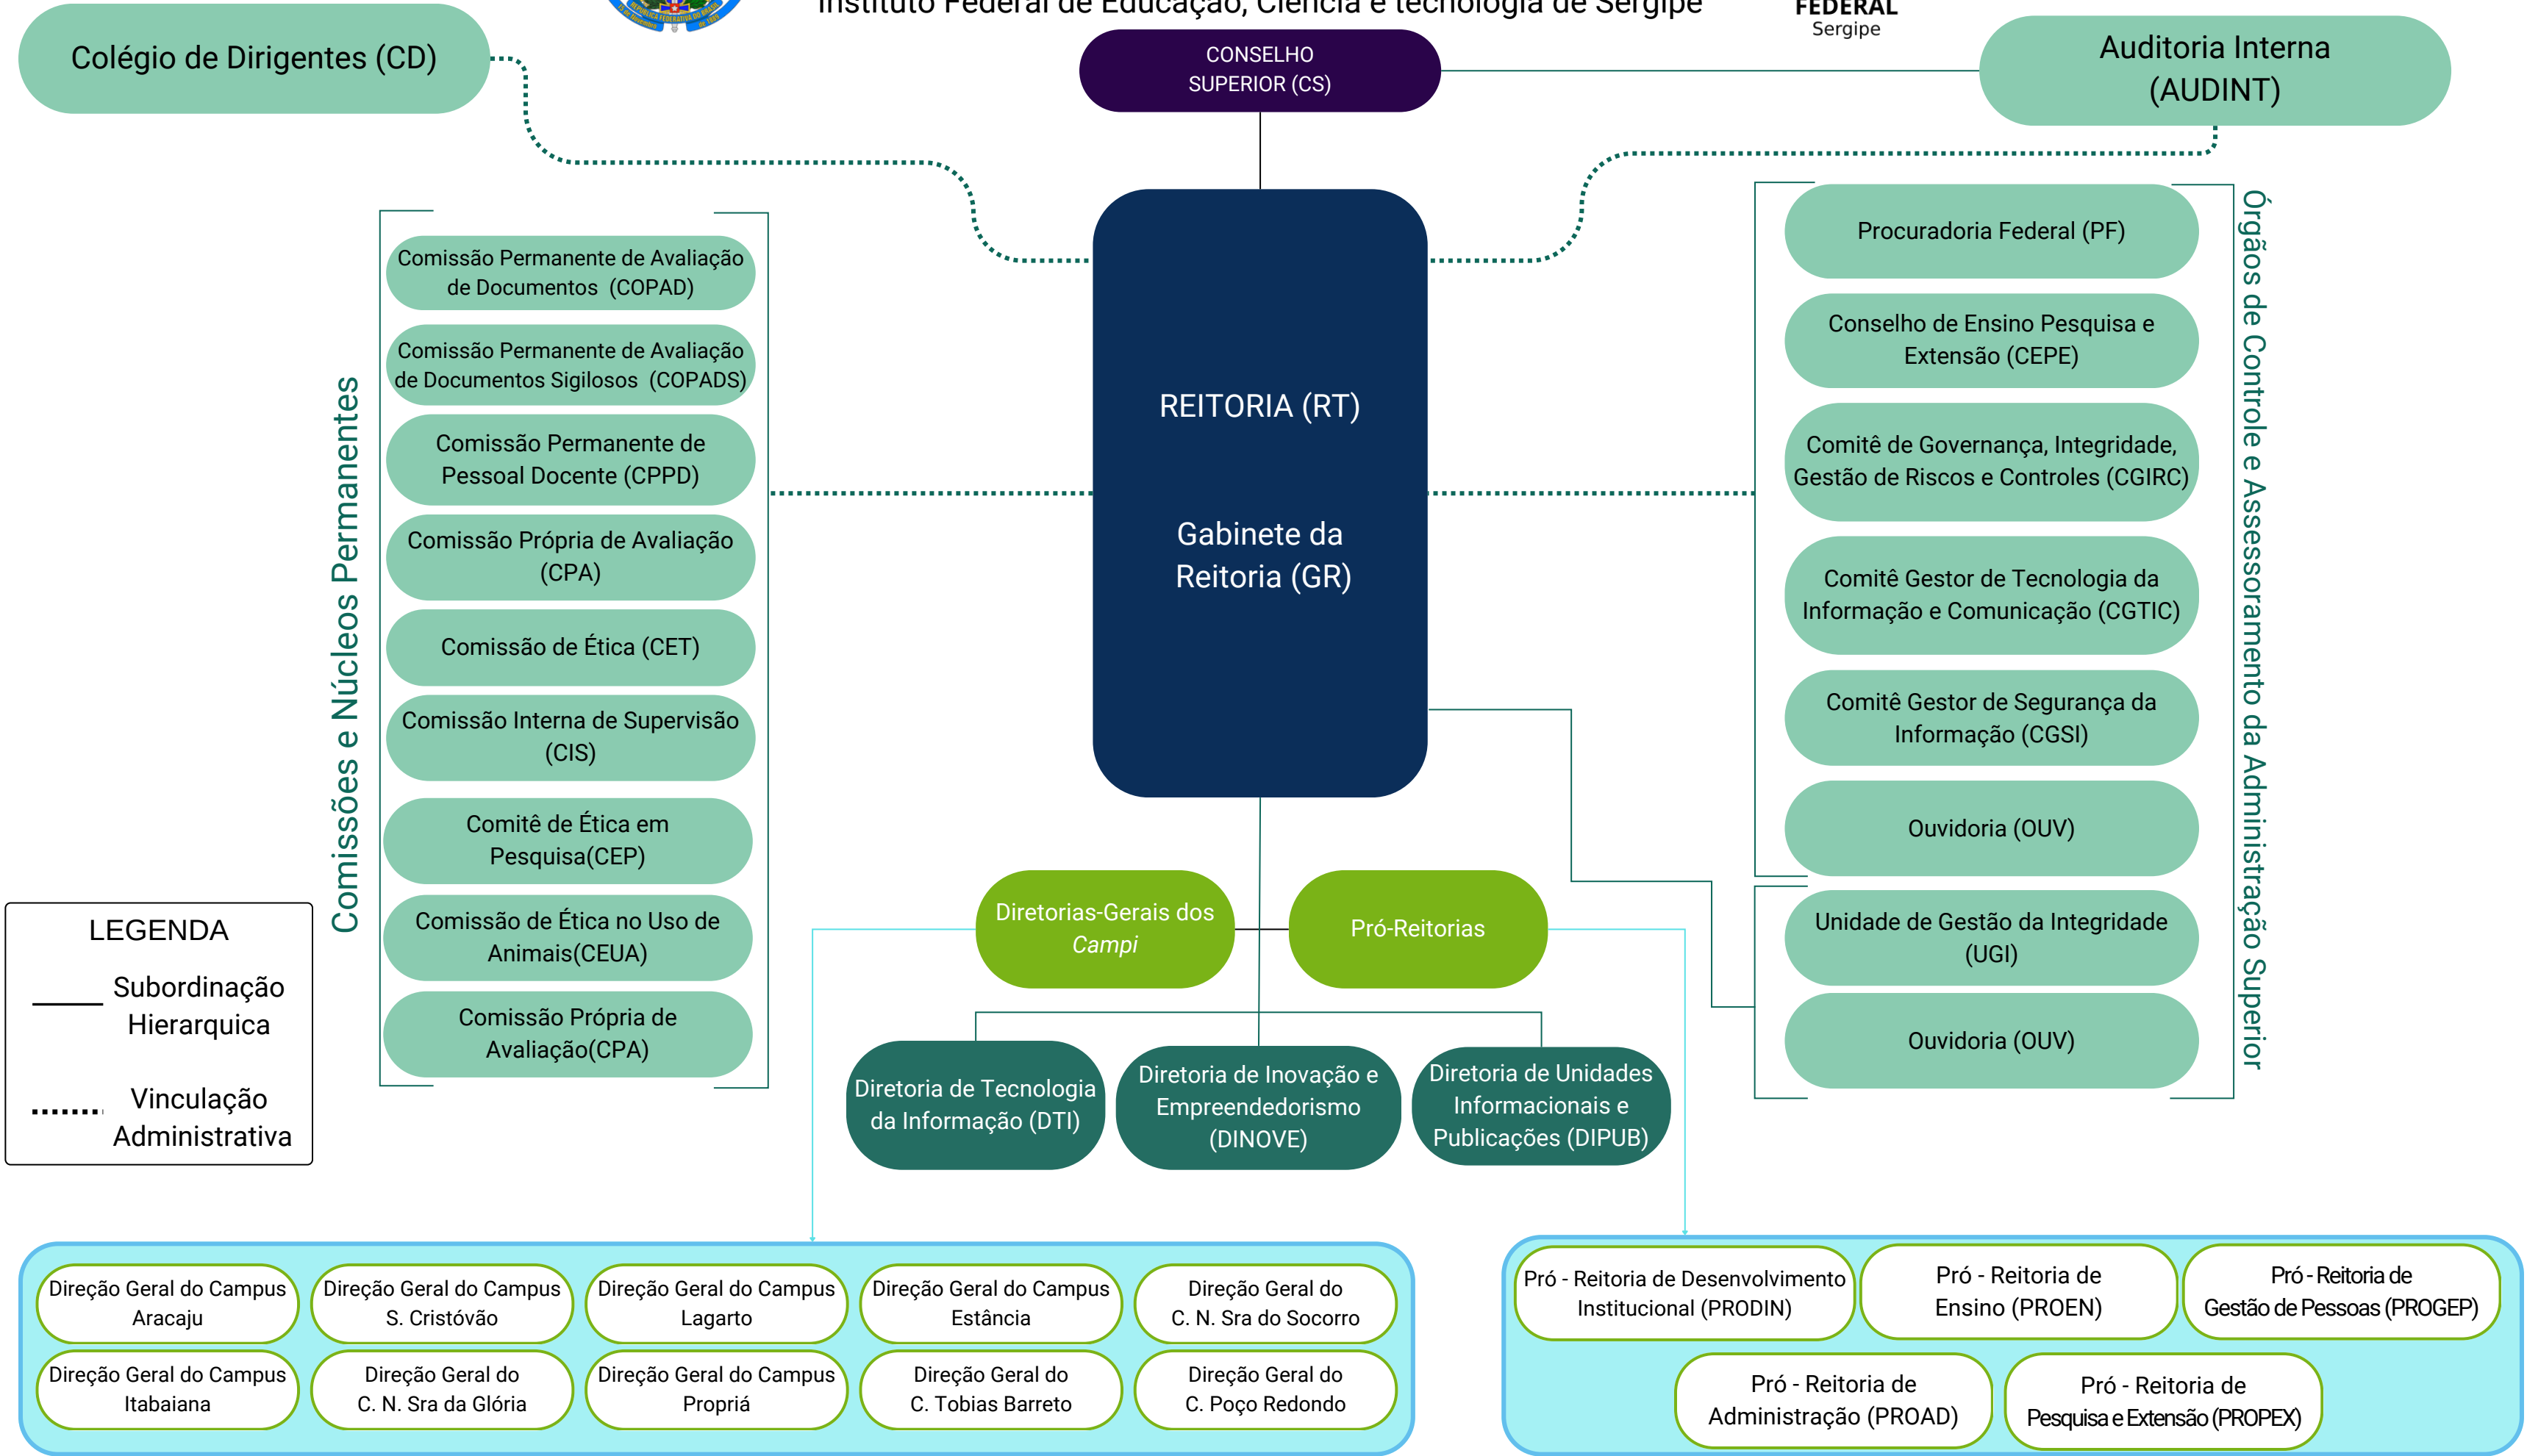 REPÚBLICA FEDERATIVA DO BRASIL
15 de Novembro de 1889
Instituto Federal de Educação, Ciência e tecnologia de Sergipe
FEDERAL
Sergipe
Colégio de Dirigentes (CD)
CONSELHO
SUPERIOR (CS)
Auditoria Interna
(AUDINT)
Comissões e Núcleos Permanentes
Comissão Permanente de Avaliação
de Documentos (COPAD)
Comissão Permanente de Avaliação
de Documentos Sigilosos (COPADS)
Comissão Permanente de
Pessoal Docente (CPPD)
Comissão Própria de Avaliação
(CPA)
Comissão de Ética (CET)
Comissão Interna de Supervisão
(CIS)
Comitê de Ética em
Pesquisa(CEP)
Comissão de Ética no Uso de
Animais(CEUA)
Comissão Própria de
Avaliação(CPA)
REITORIA (RT)
Gabinete da
Reitoria (GR)
Órgãos de Controle e Assessoramento da Administração Superior
Procuradoria Federal (PF)
Conselho de Ensino Pesquisa e
Extensão (CEPE)
Comitê de Governança, Integridade,
Gestão de Riscos e Controles (CGIRC)
Comitê Gestor de Tecnologia da
Informação e Comunicação (CGTIC)
Comitê Gestor de Segurança da
Informação (CGSI)
Ouvidoria (OUV)
Unidade de Gestão da Integridade
(UGI)
Ouvidoria (OUV)
Diretorias-Gerais dos
Campi
Pró-Reitorias
Diretoria de Tecnologia
da Informação (DTI)
Diretoria de Inovação e
Empreendedorismo
(DINOVE)
Diretoria de Unidades
Informacionais e
Publicações (DIPUB)
LEGENDA
Subordinação
Hierarquica
Vinculação
Administrativa
Direção Geral do Campus
Aracaju
Direção Geral do Campus
S. Cristóvão
Direção Geral do Campus
Lagarto
Direção Geral do Campus
Estância
Direção Geral do
C. N. Sra do Socorro
Direção Geral do Campus
Itabaiana
Direção Geral do
C. N. Sra da Glória
Direção Geral do Campus
Propriá
Direção Geral do
C. Tobias Barreto
Direção Geral do
C. Poço Redondo
Pró - Reitoria de Desenvolvimento
Institucional (PRODIN)
Pró - Reitoria de
Ensino (PROEN)
Pró - Reitoria de
Gestão de Pessoas (PROGEP)
Pró - Reitoria de
Administração (PROAD)
Pró - Reitoria de
Pesquisa e Extensão (PROPEX)